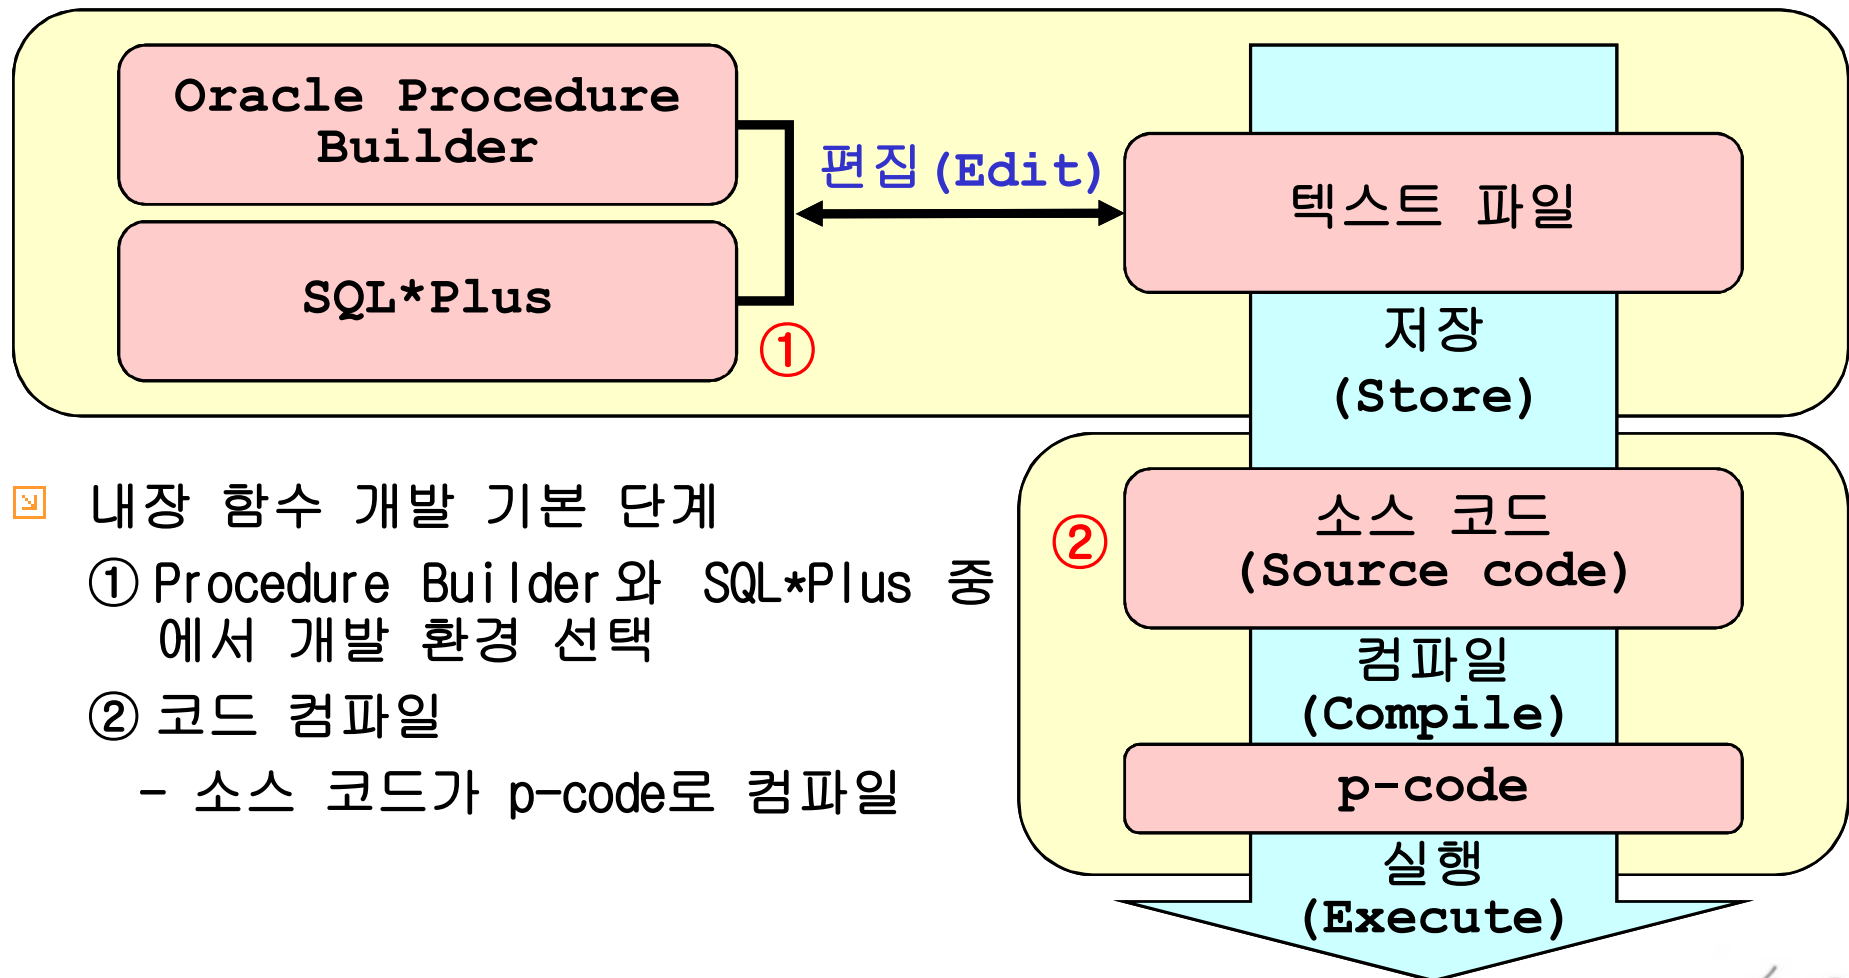 Oracle Procedure
Builder
SQL*Plus
①
편집(Edit)
텍스트 파일
저장
(Store)
②
소스 코드
(Source code)
컴파일
(Compile)
p-code
실행
(Execute)
내장 함수 개발 기본 단계
① Procedure Builder와 SQL*Plus 중
에서 개발 환경 선택
② 코드 컴파일
- 소스 코드가 p-code로 컴파일